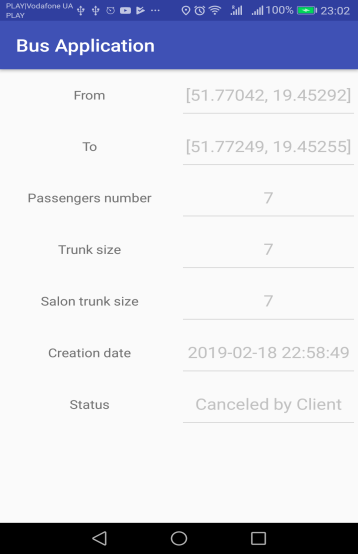 PLAY|Vodafone UA
PLAY
100%
23:02
Bus Application
From [51.77042, 19.45292]
To [51.77249, 19.45255]
Passengers number 7
Trunk size 7
Salon trunk size 7
Creation date 2019-02-18 22:58:49
Status Canceled by Client